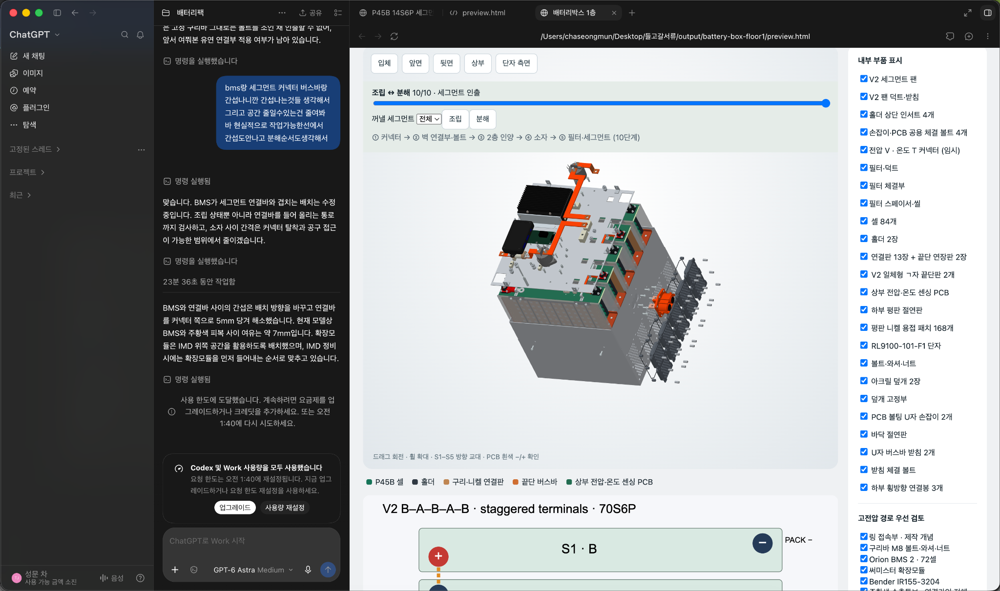 ChatGPT
새 채팅
이미지
예약
플러그인
탐색
고정된 스레드
프로젝트
최근
성문 차
사용 가능 금액 소진
음성
배터리팩
공유
은 고정 구리바 그대로는 볼트를 조인 채 인출할 수 없어,
앞서 여쭤본 유연 연결부 적용 여부가 남아 있습니다.
명령을 실행했습니다
bms랑 세그먼트 커넥터 버스바랑
간섭나니깐 간섭나는것들 생각해서
그리고 공간 줄일수있는건 줄여봐
바 현실적으로 작업가능한선에서
간섭도안나고 분해순서도생각해서
명령 실행됨
맞습니다. BMS가 세그먼트 연결바와 겹치는 배치는 수정
중입니다. 조립 상태뿐 아니라 연결바를 들어 올리는 통로
까지 검사하고, 소자 사이 간격은 커넥터 탈착과 공구 접근
이 가능한 범위에서 줄이겠습니다.
명령을 실행했습니다
23분 36초 동안 작업함
BMS와 연결바 사이의 간섭은 배치 방향을 바꾸고 연결바
를 커넥터 쪽으로 5mm 당겨 해소했습니다. 현재 모델상
BMS와 주황색 피복 사이 여유는 약 7mm입니다. 확장모
듈은 IMD 위쪽 공간을 활용하도록 배치했으며, IMD 정비
시에는 확장모듈을 먼저 들어내는 순서로 맞추고 있습니다.
명령 실행됨
사용 한도에 도달했습니다. 계속하려면 요금제를 업
그레이드하거나 크레딧을 추가하세요. 또는 오전
1:40에 다시 시도하세요.
Codex 및 Work 사용량을 모두 사용했습니다
요청 한도는 오전 1:40에 재설정됩니다. 지금 업그
레이드하거나 요청 한도 재설정을 사용하세요.
업그레이드
사용량 재설정
ChatGPT로 Work 시작
GPT-6 Astra Medium
P45B 14S6P 세그먼
preview.html
배터리박스 1층
/Users/chaseongmun/Desktop/들고갈서류/output/battery-box-floor1/preview.html
입체
앞면
뒷면
상부
단자 측면
조립 ↔ 분해 10/10 · 세그먼트 인출
꺼낼 세그먼트 전체 조립 분해
① 커넥터 → ② 벽 연결부·볼트 → ③ 2층 인양 → ④ 소자 → ⑤ 필터·세그먼트 (10단계)
드래그 회전 · 휠 확대 · S1–S5 방향 교대 · PCB 흰색 −/+ 확인
P45B 셀
홀더
구리·니켈 연결판
끝단 버스바
상부 전압·온도 센싱 PCB
V2 B–A–B–A–B · staggered terminals · 70S6P
S1 · B
+
−
PACK −
내부 부품 표시
V2 세그먼트 팬
V2 팬 덕트·받침
홀더 상단 인서트 4개
손잡이·PCB 공용 체결 볼트 4개
전압 V · 온도 T 커넥터 (임시)
필터·덕트
필터 체결부
필터 스페이서·씰
셀 84개
홀더 2장
연결판 13장 + 끝단 연장판 2장
V2 일체형 ㄱ자 끝단판 2개
상부 전압·온도 센싱 PCB
하부 평판 절연판
평판 니켈 용접 패치 168개
RL9100-101-F1 단자
볼트·와셔·너트
아크릴 덮개 2장
덮개 고정부
PCB 볼팅 U자 손잡이 2개
바닥 절연판
U자 버스바 받침 2개
받침 체결 볼트
하부 횡방향 연결봉 3개
고전압 경로 우선 검토
링 접속부 · 제작 개념
구리바 M8 볼트·와셔·너트
Orion BMS 2 · 72셀
써미스터 확장모듈
Bender IR155-3204